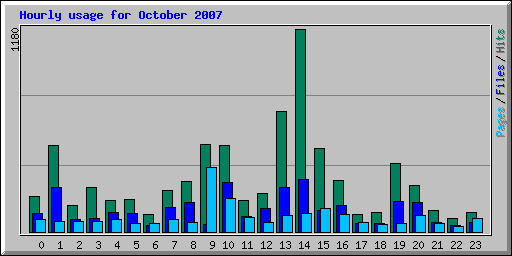 Hourly usage for October 2007
1180
Pages / Files / Hits
0 1 2 3 4 5 6 7 8 9 10 11 12 13 14 15 16 17 18 19 20 21 22 23